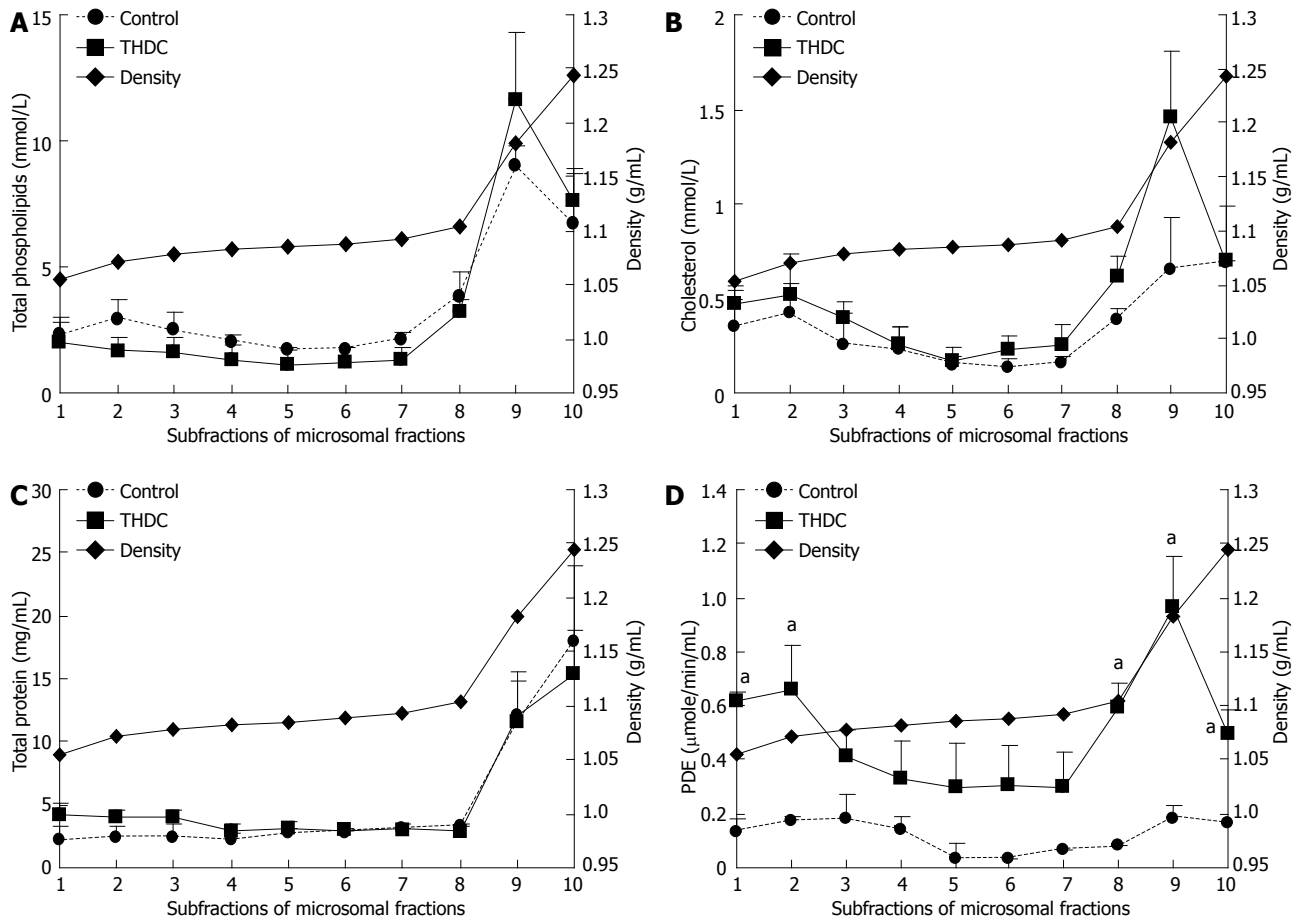 A
Control
THDC
Density
15
10
5
0
Total phospholipids (mmol/L)
1.3
1.25
1.2
1.15
1.1
1.05
1.0
0.95
Density (g/mL)
1 2 3 4 5 6 7 8 9 10
Subfractions of microsomal fractions
B
Control
THDC
Density
2
1.5
1
0.5
0
Cholesterol (mmol/L)
1.3
1.25
1.2
1.15
1.1
1.05
1.0
0.95
Density (g/mL)
1 2 3 4 5 6 7 8 9 10
Subfractions of microsomal fractions
C
Control
THDC
Density
30
25
20
15
10
5
0
Total protein (mg/mL)
1.3
1.25
1.2
1.15
1.1
1.05
1.0
0.95
Density (g/mL)
1 2 3 4 5 6 7 8 9 10
Subfractions of microsomal fractions
D
Control
THDC
Density
1.4
1.2
1.0
0.8
0.6
0.4
0.2
0
PDE (μmole/min/mL)
a
a
a
a
a
1.3
1.25
1.2
1.15
1.1
1.05
1.0
0.95
Density (g/mL)
1 2 3 4 5 6 7 8 9 10
Subfractions of microsomal fractions